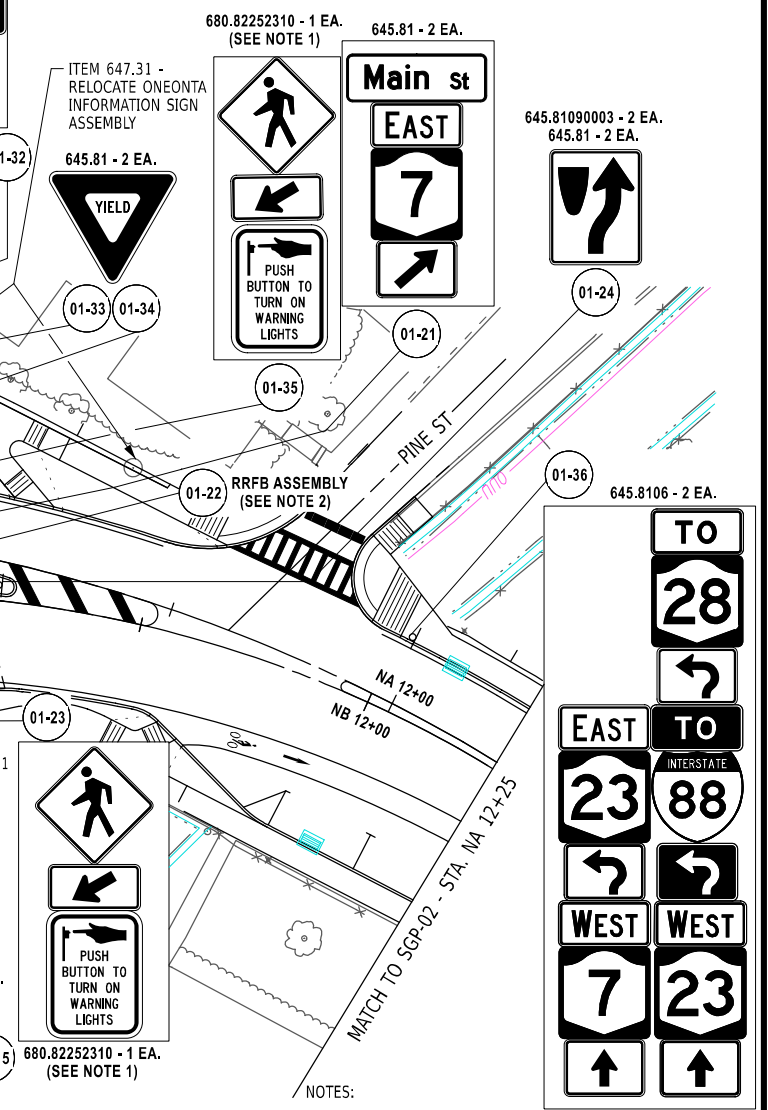 680.82252310 - 1 EA.
(SEE NOTE 1)
645.81 - 2 EA.
ITEM 647.31 -
RELOCATE ONEONTA
INFORMATION SIGN
ASSEMBLY
Main St
EAST
7
645.81090003 - 2 EA.
645.81 - 2 EA.
1-32
645.81 - 2 EA.
YIELD
PUSH
BUTTON TO
TURN ON
WARNING
LIGHTS
01-33
01-34
01-24
01-21
01-35
PINE ST
01-22
RRFB ASSEMBLY
(SEE NOTE 2)
01-36
645.8106 - 2 EA.
TO
28
EAST
TO
23
INTERSTATE
88
WEST
WEST
7
23
NA 12+00
NB 12+00
01-23
1
MATCH TO SGP-02 - STA. NA 12+25
PUSH
BUTTON TO
TURN ON
WARNING
LIGHTS
5
680.82252310 - 1 EA.
(SEE NOTE 1)
NOTES: